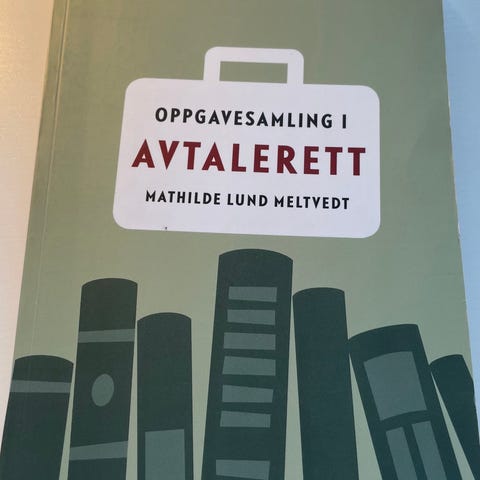 OPPGAVESAMLING I
AVTALERETT
MATHILDE LUND MELTVEDT